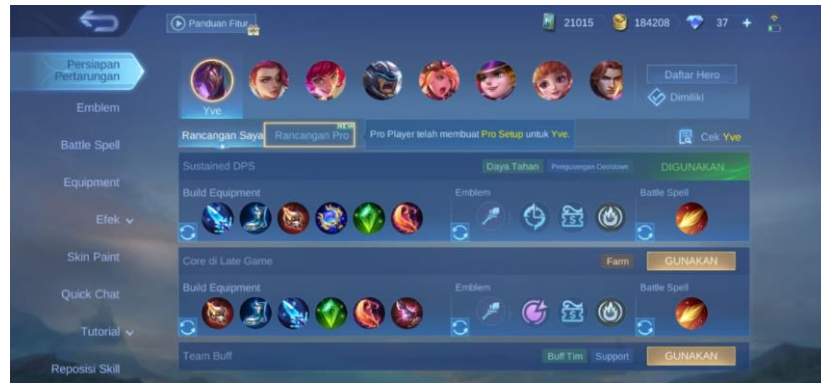 Panduan Fitur
21015
184208
37
Persiapan
Pertarungan
Emblem
Battle Spell
Equipment
Efek
Skin Paint
Quick Chat
Tutorial
Reposisi Skill
Yve
Daftar Hero
Dimiliki
Rancangan Saya
Rancangan Pro
NEW
Pro Player telah membuat Pro Setup untuk Yve.
Cek Yve
Sustained DPS
Daya Tahan
Pengurangan Cooldown
DIGUNAKAN
Build Equipment
Emblem
Battle Spell
Core di Late Game
Farm
GUNAKAN
Build Equipment
Emblem
Battle Spell
Team Buff
Buff Tim
Support
GUNAKAN